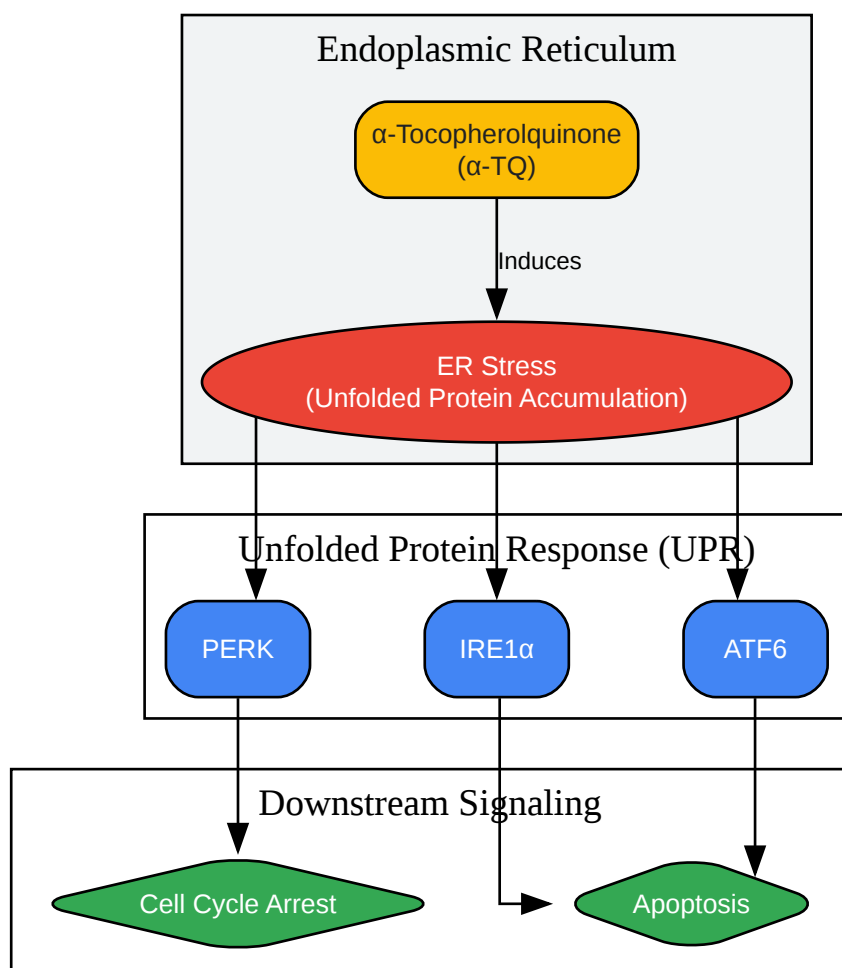 Endoplasmic Reticulum
α-Tocopherolquinone
(α-TQ)
Induces
ER Stress
(Unfolded Protein Accumulation)
Unfolded Protein Response (UPR)
PERK
IRE1α
ATF6
Downstream Signaling
Cell Cycle Arrest
Apoptosis